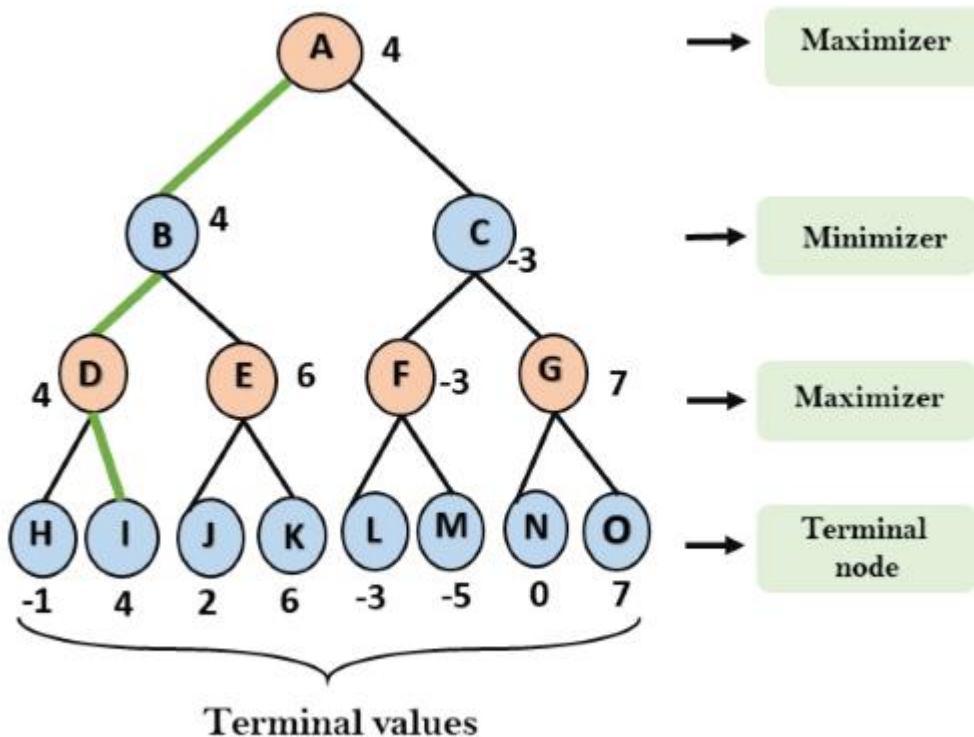 A 4
Maximizer
B 4
C -3
Minimizer
D 4
E 6
F -3
G 7
Maximizer
H I J K L M N O
Terminal
node
-1 4 2 6 -3 -5 0 7
Terminal values